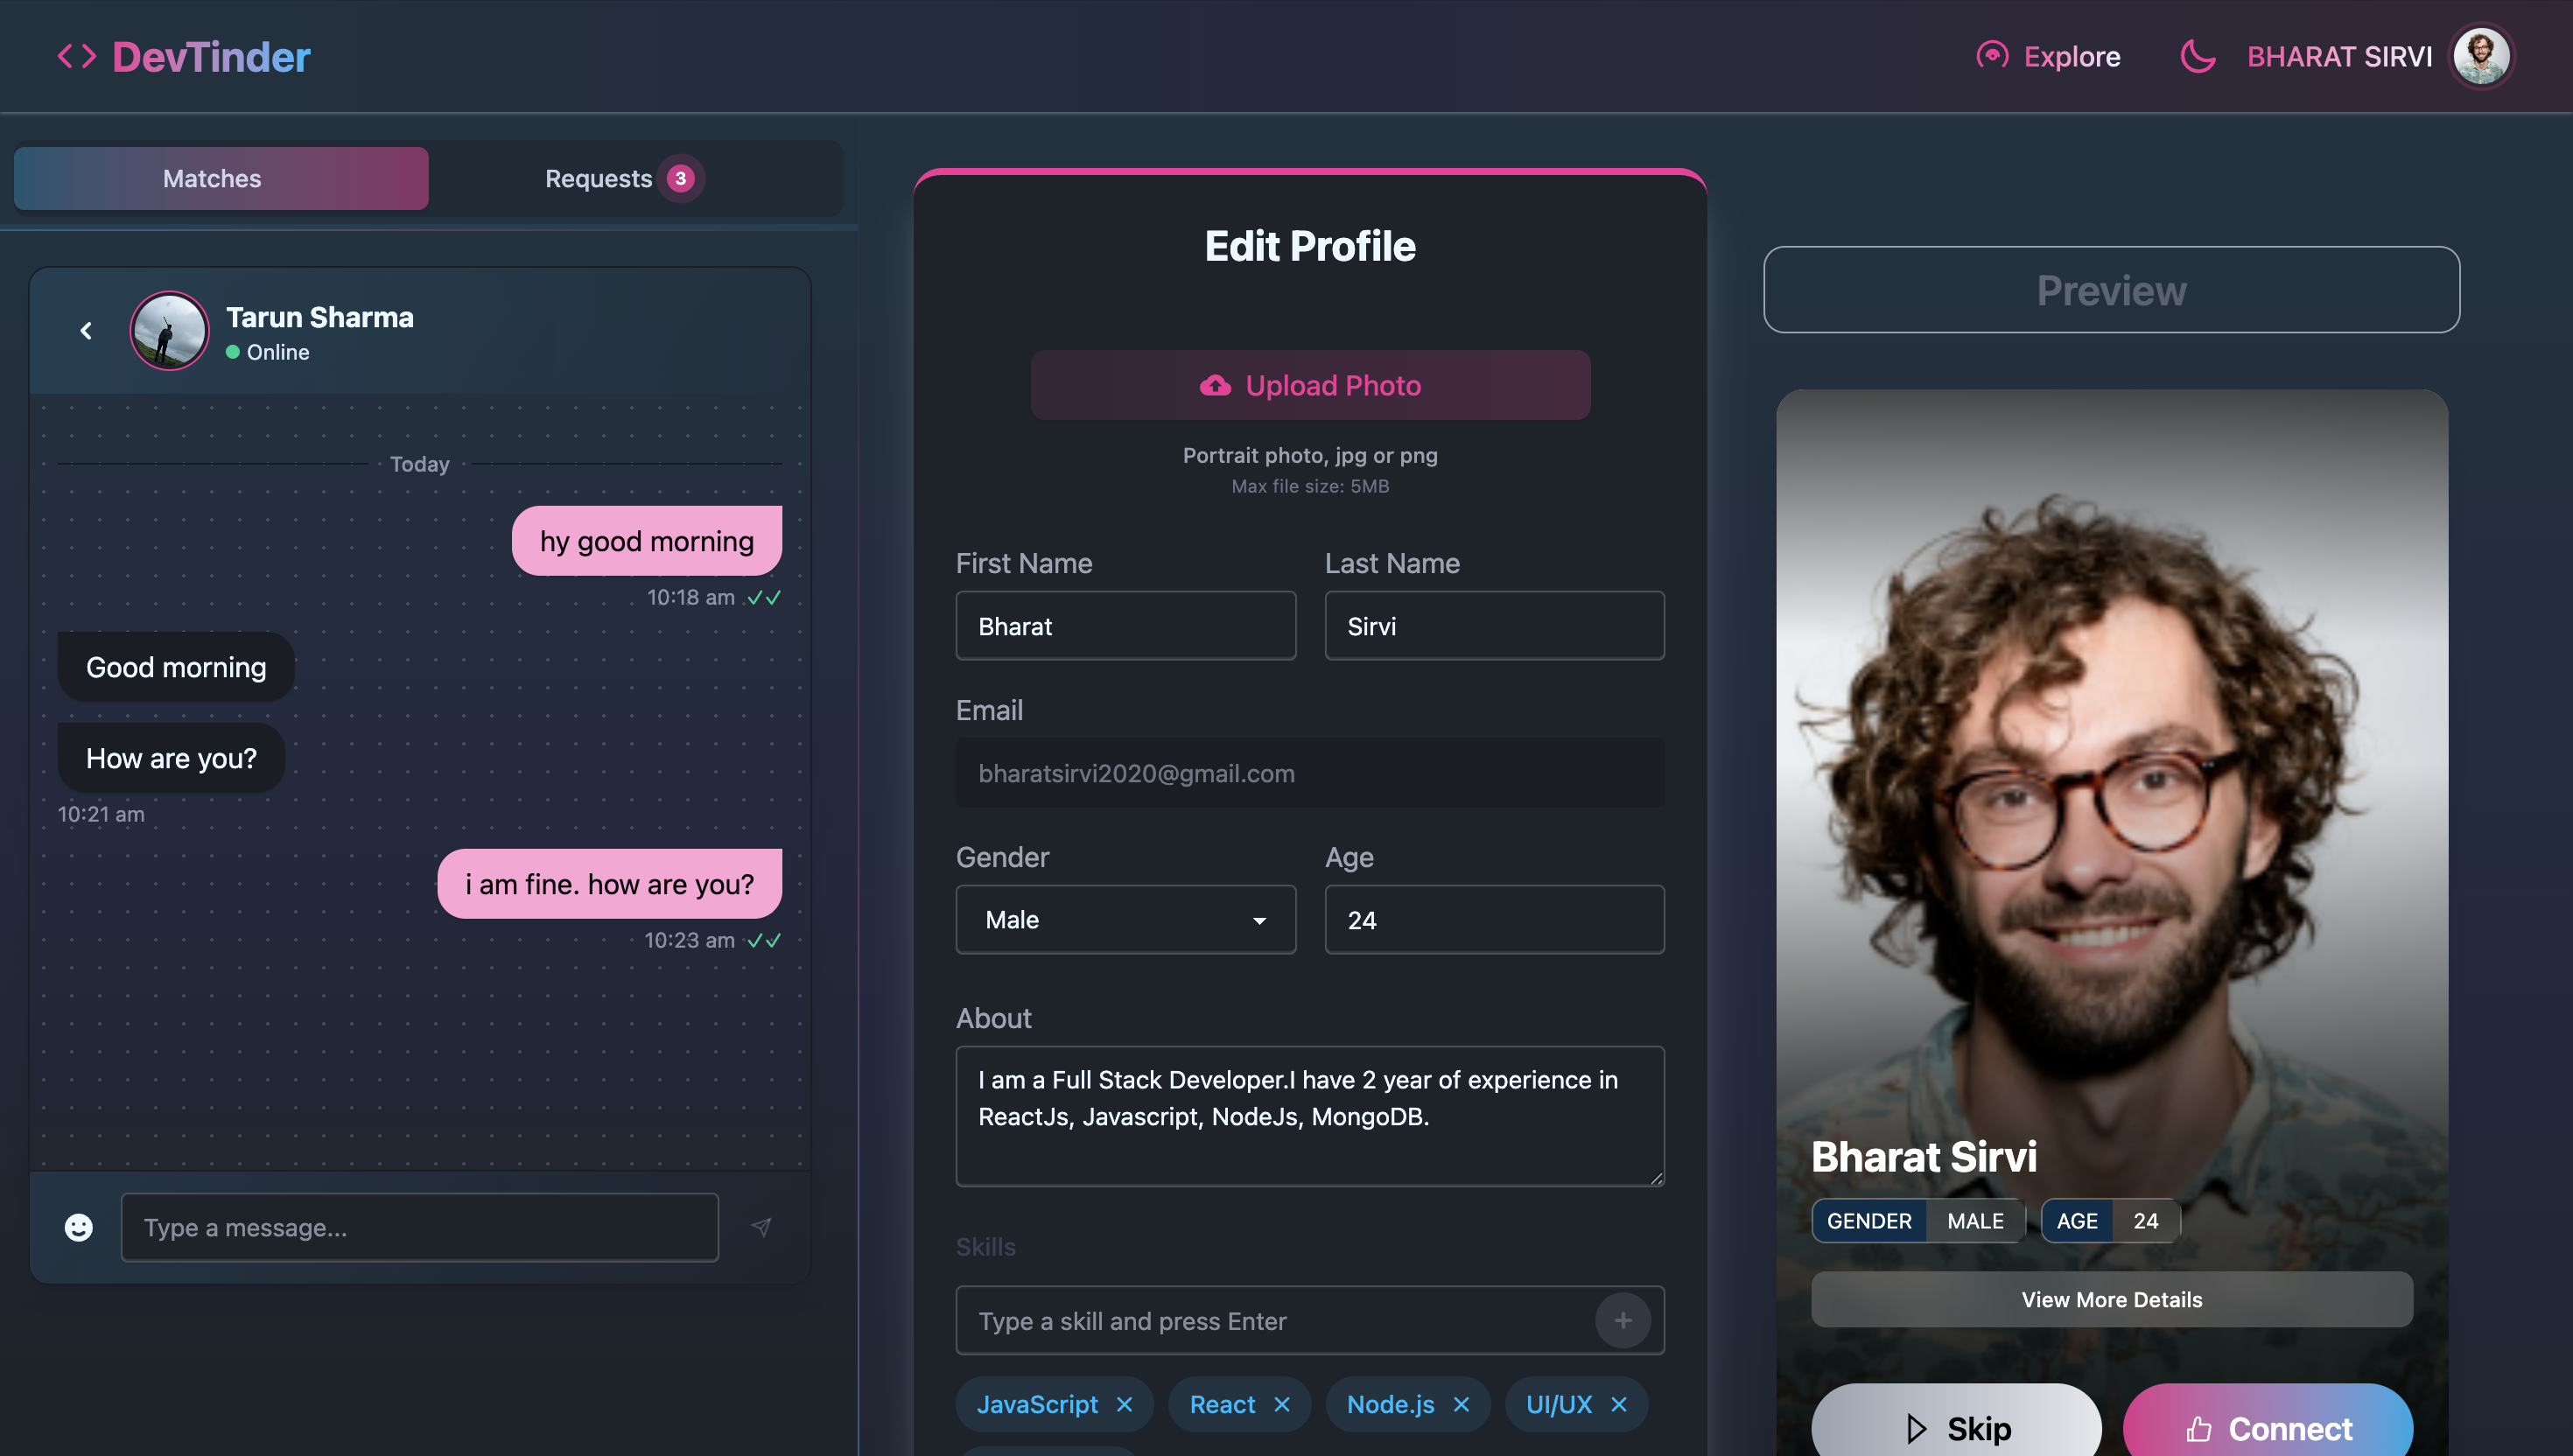 <> DevTinder
Explore
BHARAT SIRVI
Matches
Requests 3
Tarun Sharma
Online
Today
hy good morning
10:18 am
Good morning
How are you?
10:21 am
i am fine. how are you?
10:23 am
Type a message...
Edit Profile
Upload Photo
Portrait photo, jpg or png
Max file size: 5MB
First Name
Last Name
Bharat
Sirvi
Email
bharatsirvi2020@gmail.com
Gender
Age
Male
24
About
I am a Full Stack Developer.I have 2 year of experience in
ReactJs, Javascript, NodeJs, MongoDB.
Skills
Type a skill and press Enter
JavaScript ✕ React ✕ Node.js ✕ UI/UX ✕
Preview
Bharat Sirvi
GENDER MALE AGE 24
View More Details
Skip
Connect